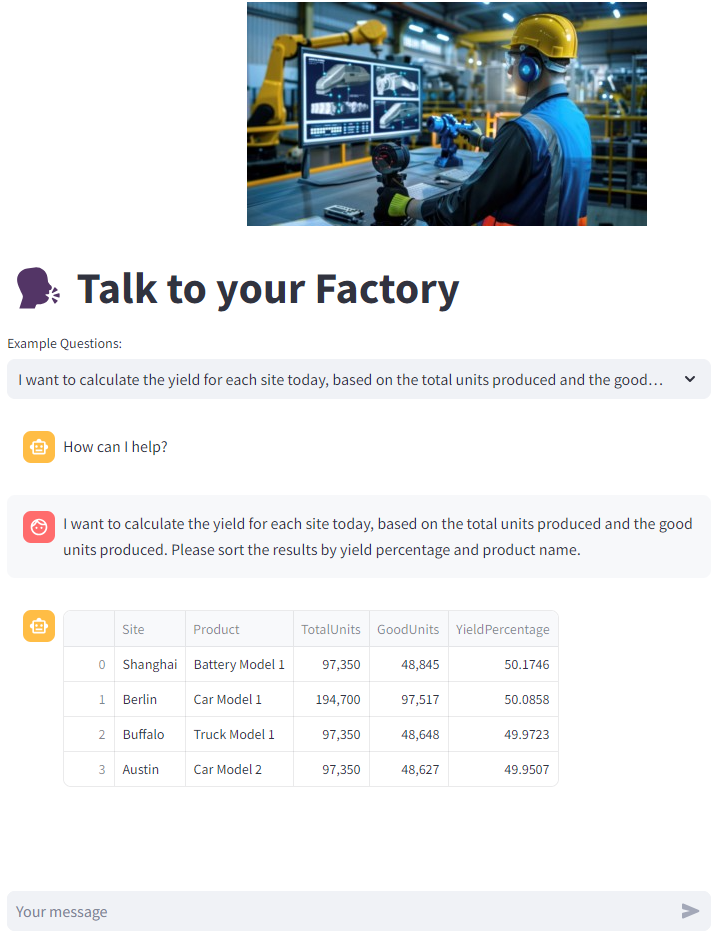 Talk to your Factory
Example Questions:
I want to calculate the yield for each site today, based on the total units produced and the good…
How can I help?
I want to calculate the yield for each site today, based on the total units produced and the good
units produced. Please sort the results by yield percentage and product name.
Site Product TotalUnits GoodUnits YieldPercentage
0 Shanghai Battery Model 1 97,350 48,845 50.1746
1 Berlin Car Model 1 194,700 97,517 50.0858
2 Buffalo Truck Model 1 97,350 48,648 49.9723
3 Austin Car Model 2 97,350 48,627 49.9507
Your message